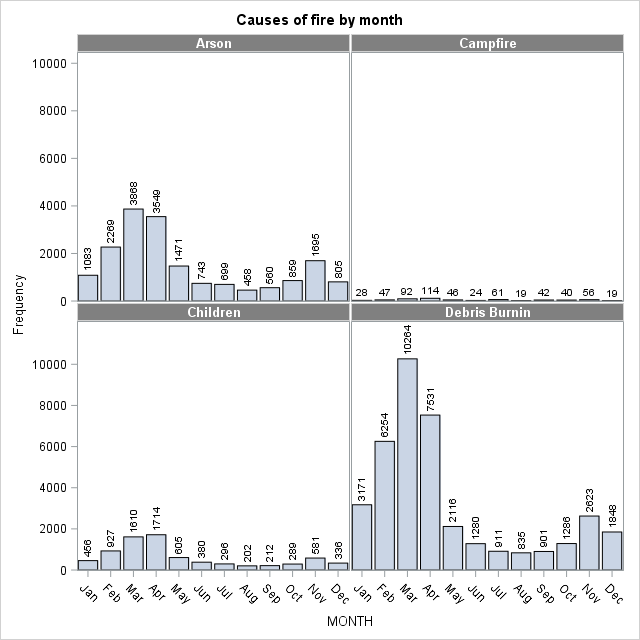 Causes of fire by month
Arson Campfire
10000
8000
6000
4000
2000
0
1083 2269 3868 3549 1471 743 699 458 560 859 1695 805
28 47 92 114 46 24 61 19 42 40 56 19
Frequency
Children Debris Burnin
10000
8000
6000
4000
2000
0
456 927 1610 1714 605 380 296 202 212 289 581 336
3171 6254 10264 7531 2116 1280 911 835 901 1286 2623 1848
Jan Feb Mar Apr May Jun Jul Aug Sep Oct Nov Dec Jan Feb Mar Apr May Jun Jul Aug Sep Oct Nov Dec
MONTH